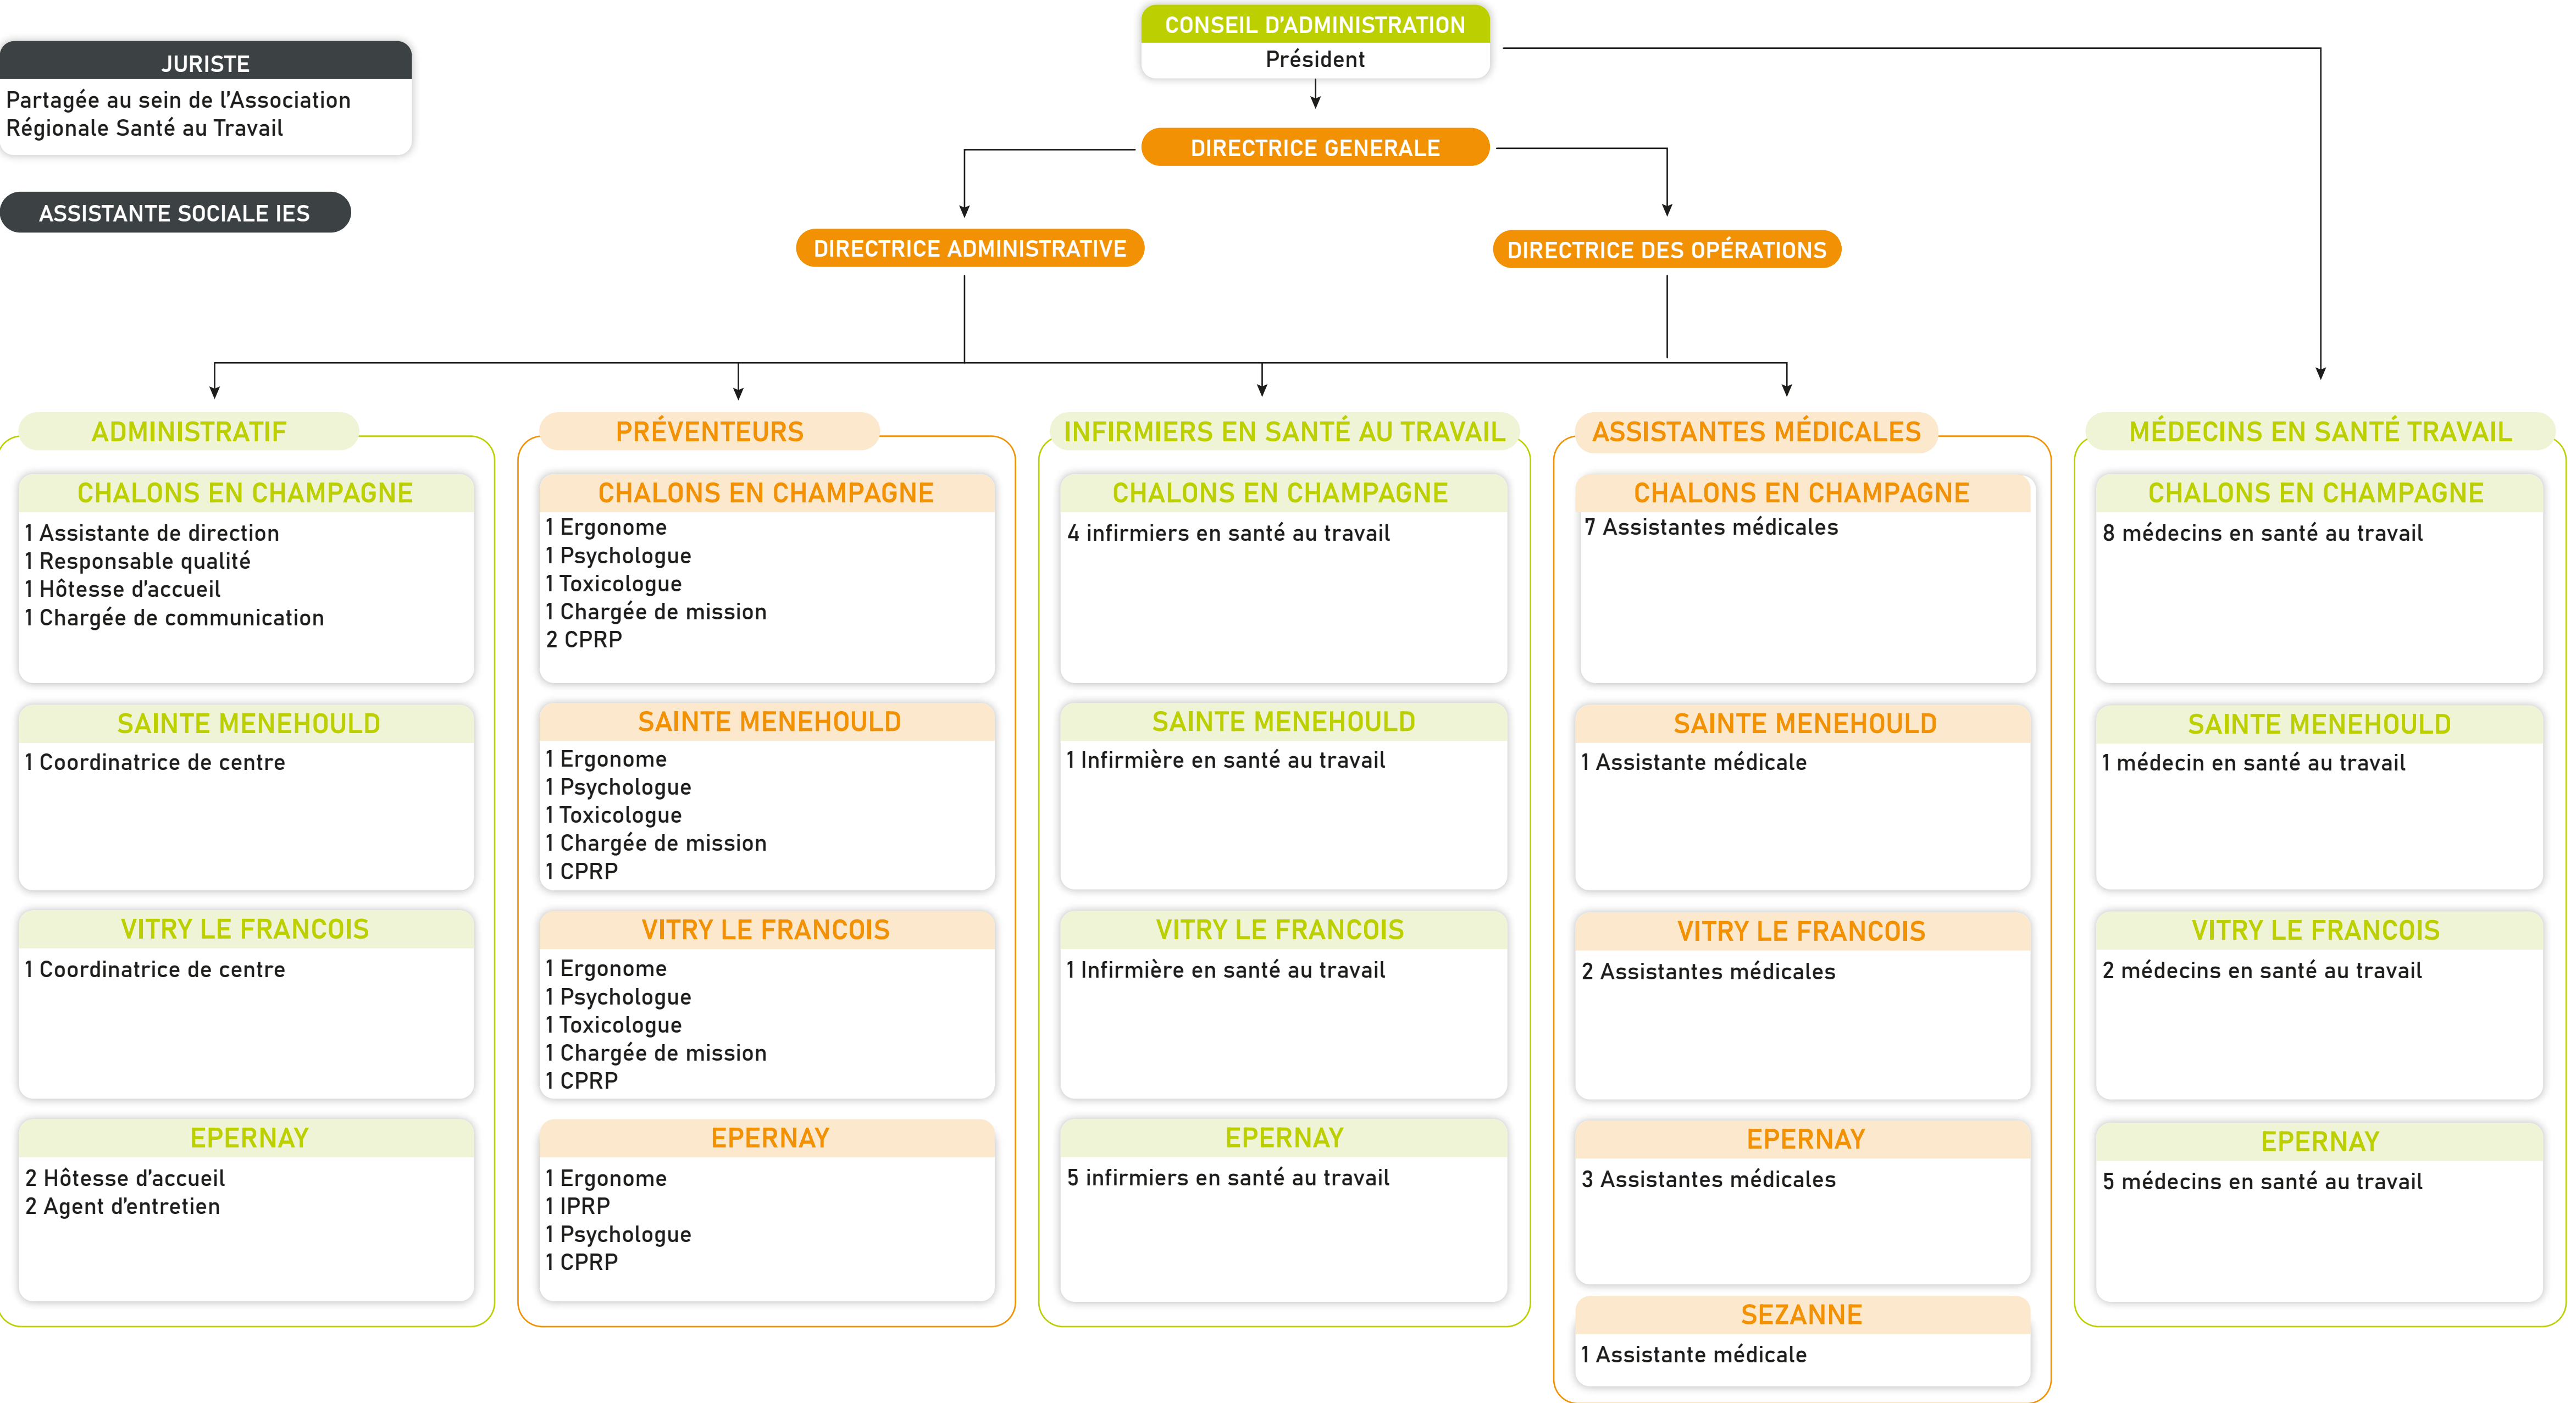 CONSEIL D'ADMINISTRATION
Président
JURISTE
Partagée au sein de l'Association
Régionale Santé au Travail
ASSISTANTE SOCIALE IES
DIRECTRICE GENERALE
DIRECTRICE ADMINISTRATIVE
DIRECTRICE DES OPÉRATIONS
ADMINISTRATIF
CHALONS EN CHAMPAGNE
1 Assistante de direction
1 Responsable qualité
1 Hôtesse d'accueil
1 Chargée de communication
SAINTE MENEHOULD
1 Coordinatrice de centre
VITRY LE FRANCOIS
1 Coordinatrice de centre
EPERNAY
2 Hôtesse d'accueil
2 Agent d'entretien
PRÉVENTEURS
CHALONS EN CHAMPAGNE
1 Ergonome
1 Psychologue
1 Toxicologue
1 Chargée de mission
2 CPRP
SAINTE MENEHOULD
1 Ergonome
1 Psychologue
1 Toxicologue
1 Chargée de mission
1 CPRP
VITRY LE FRANCOIS
1 Ergonome
1 Psychologue
1 Toxicologue
1 Chargée de mission
1 CPRP
EPERNAY
1 Ergonome
1 IPRP
1 Psychologue
1 CPRP
INFIRMIERS EN SANTÉ AU TRAVAIL
CHALONS EN CHAMPAGNE
4 infirmiers en santé au travail
SAINTE MENEHOULD
1 Infirmière en santé au travail
VITRY LE FRANCOIS
1 Infirmière en santé au travail
EPERNAY
5 infirmiers en santé au travail
ASSISTANTES MÉDICALES
CHALONS EN CHAMPAGNE
7 Assistantes médicales
SAINTE MENEHOULD
1 Assistante médicale
VITRY LE FRANCOIS
2 Assistantes médicales
EPERNAY
3 Assistantes médicales
SEZANNE
1 Assistante médicale
MÉDECINS EN SANTÉ TRAVAIL
CHALONS EN CHAMPAGNE
8 médecins en santé au travail
SAINTE MENEHOULD
1 médecin en santé au travail
VITRY LE FRANCOIS
2 médecins en santé au travail
EPERNAY
5 médecins en santé au travail